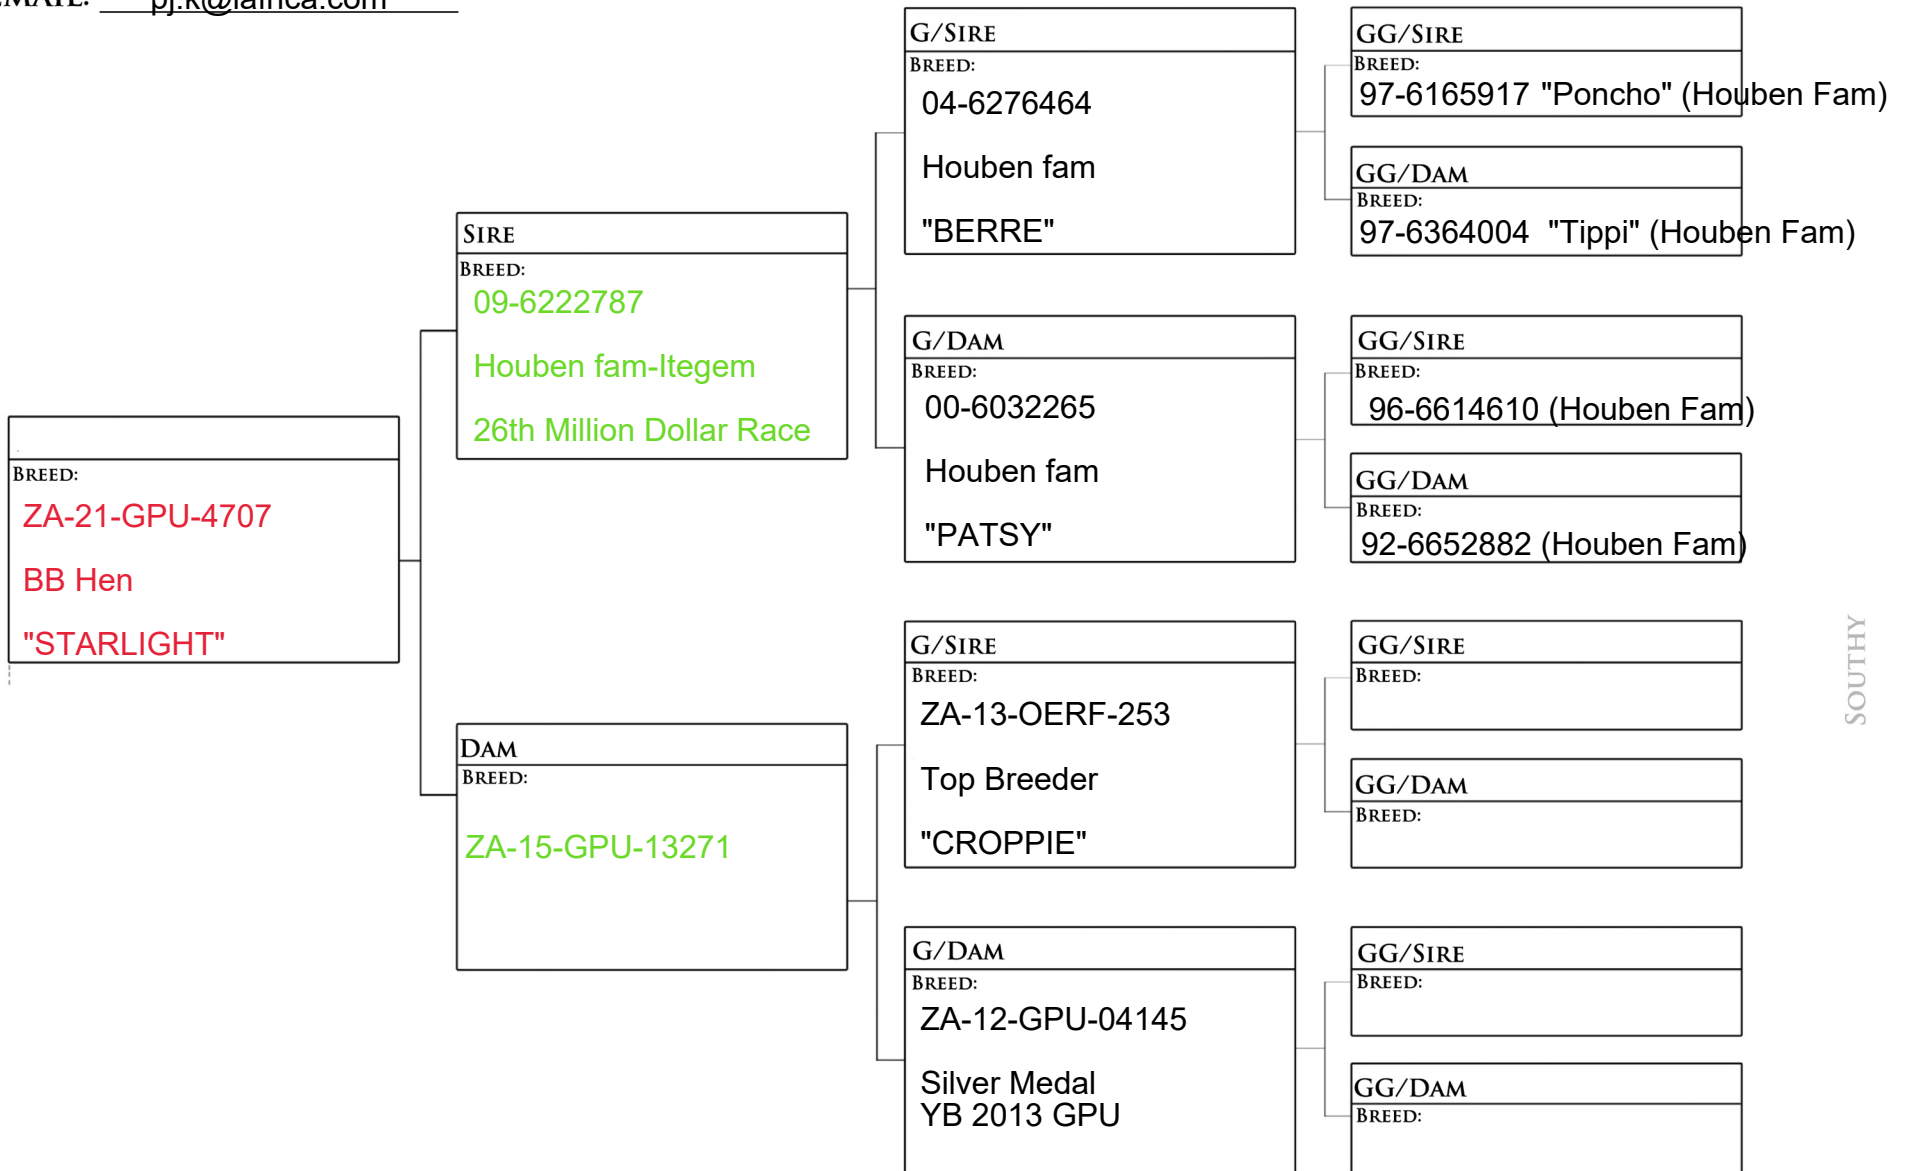 EMAIL: pj.k@iafrica.com
BREED:
ZA-21-GPU-4707
BB Hen
"STARLIGHT"
SIRE
BREED:
09-6222787
Houben fam-Itegem
26th Million Dollar Race
DAM
BREED:
ZA-15-GPU-13271
G/SIRE
BREED:
04-6276464
Houben fam
"BERRE"
G/DAM
BREED:
00-6032265
Houben fam
"PATSY"
G/SIRE
BREED:
ZA-13-OERF-253
Top Breeder
"CROPPIE"
G/DAM
BREED:
ZA-12-GPU-04145
Silver Medal
YB 2013 GPU
GG/SIRE
BREED:
97-6165917 "Poncho" (Houben Fam)
GG/DAM
BREED:
97-6364004 "Tippi" (Houben Fam)
GG/SIRE
BREED:
96-6614610 (Houben Fam)
GG/DAM
BREED:
92-6652882 (Houben Fam)
GG/SIRE
BREED:
GG/DAM
BREED:
GG/SIRE
BREED:
GG/DAM
BREED:
SOUTHY